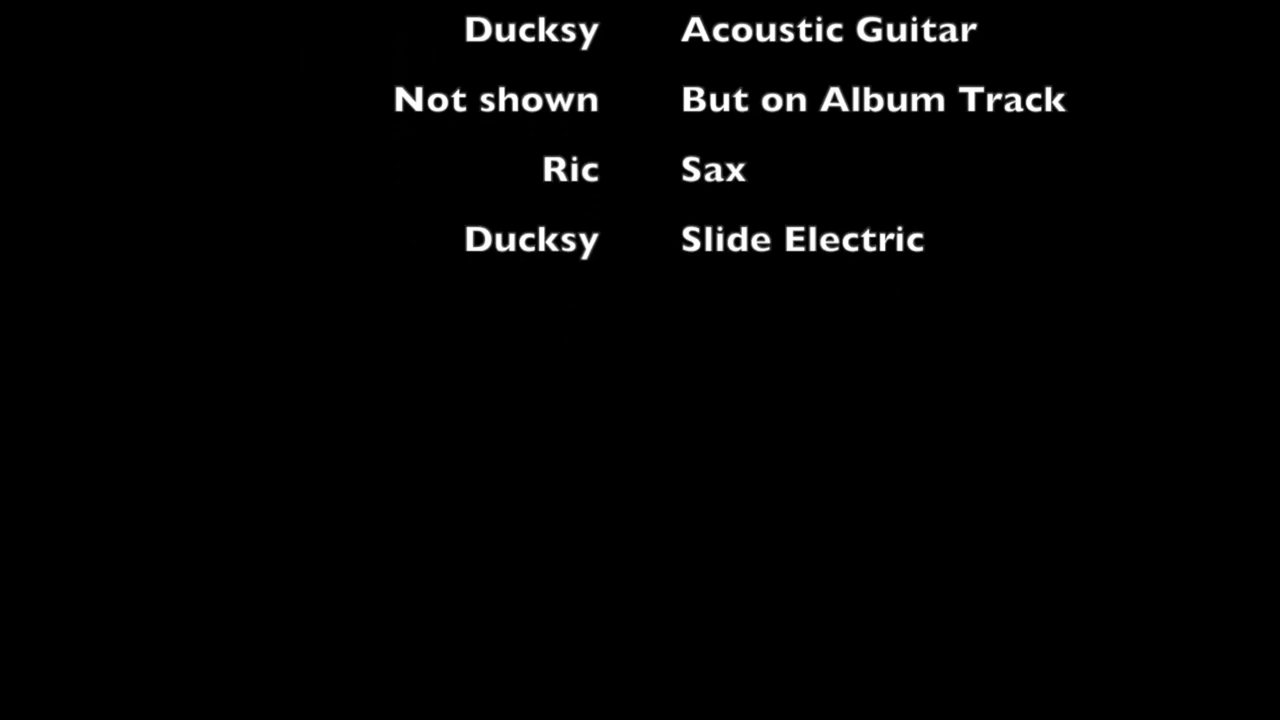 Ducksy Acoustic Guitar
Not shown But on Album Track
Ric Sax
Ducksy Slide Electric